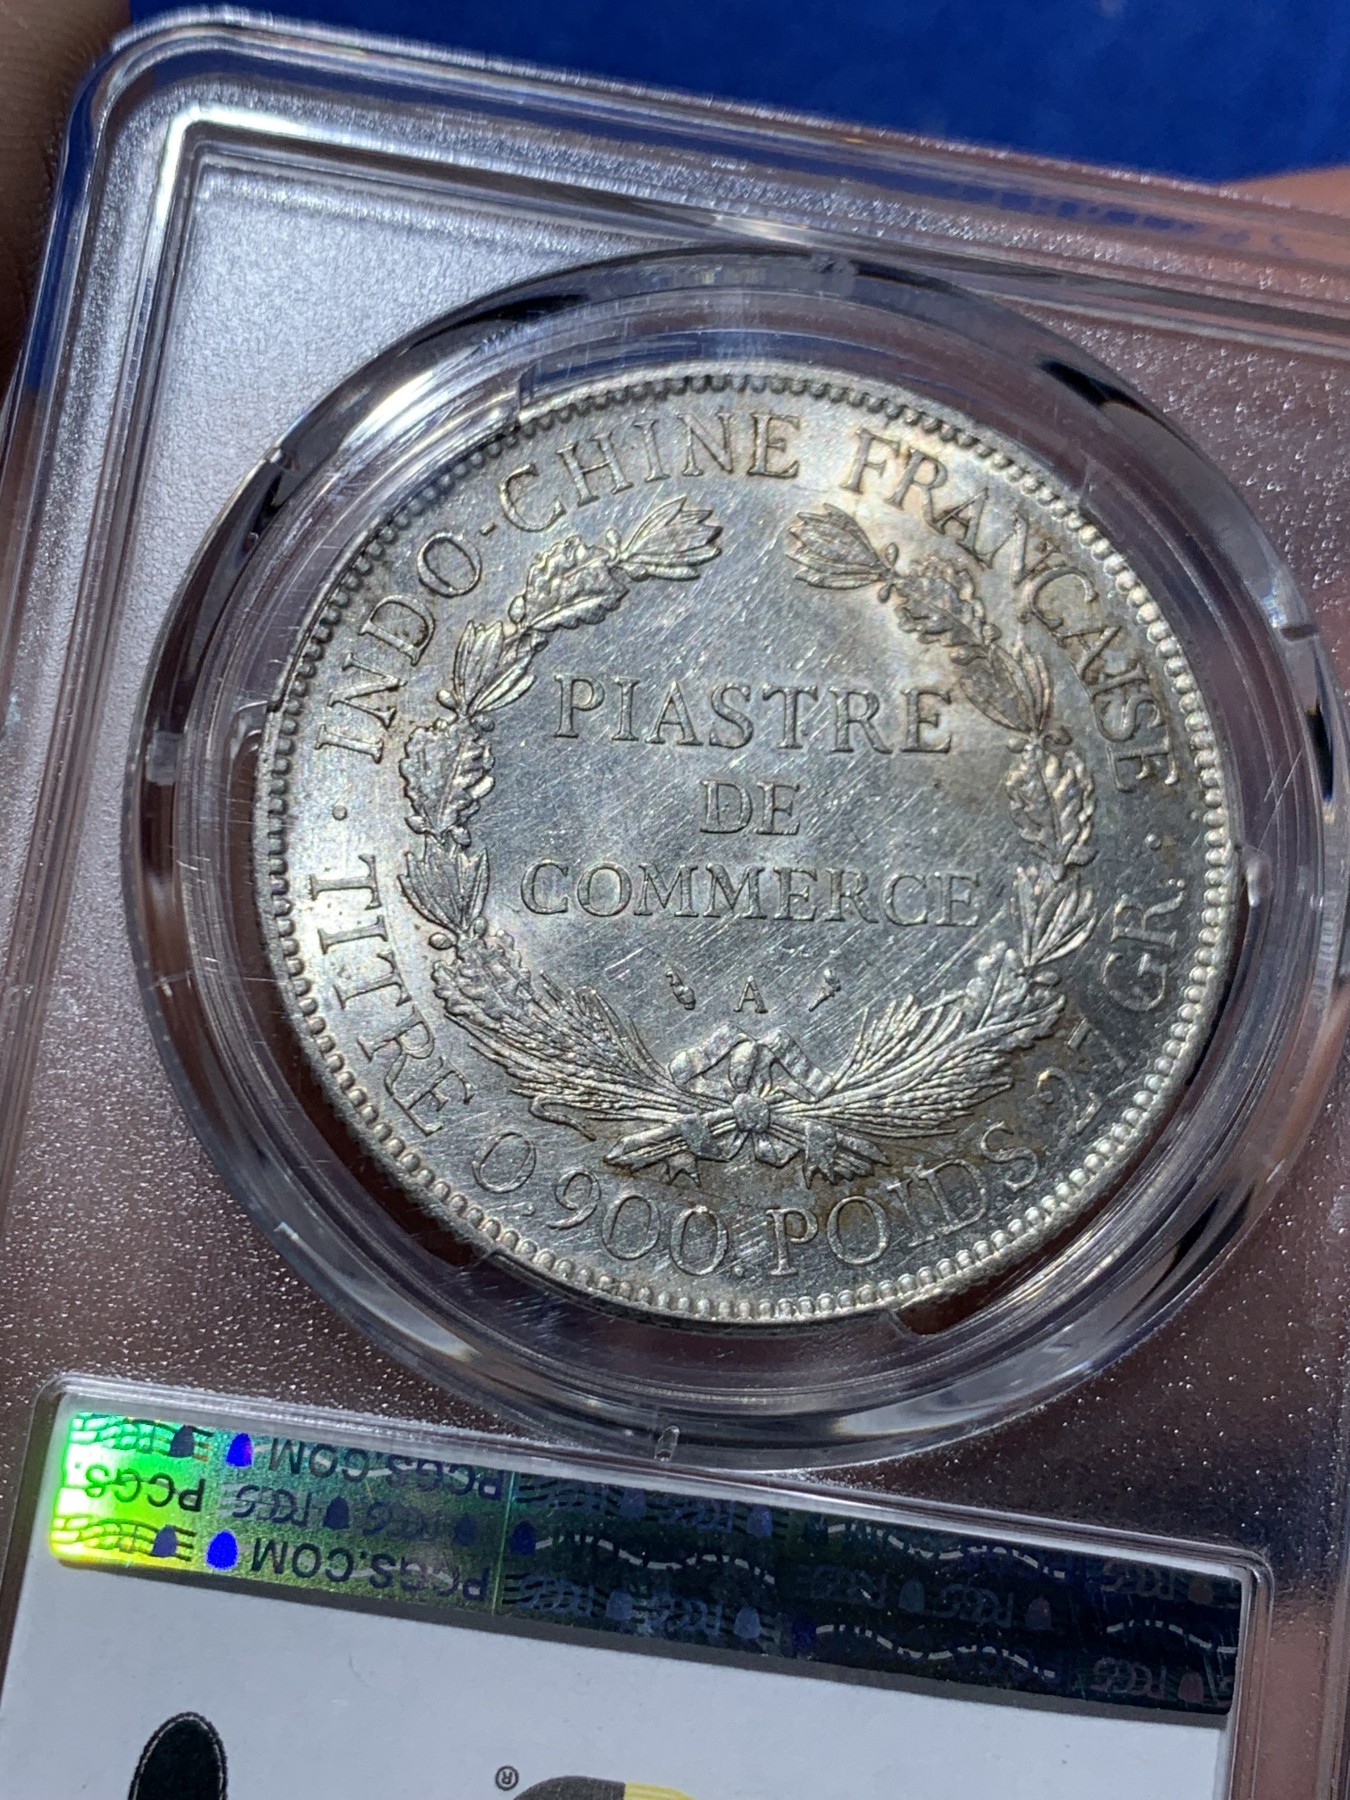 INDO-CHINE FRANÇAISE
PIASTRE
DE
COMMERCE
A
TITRE 0,900. POIDS 27 GR.
PCGS.COM
PCGS
PCGS.COM
®